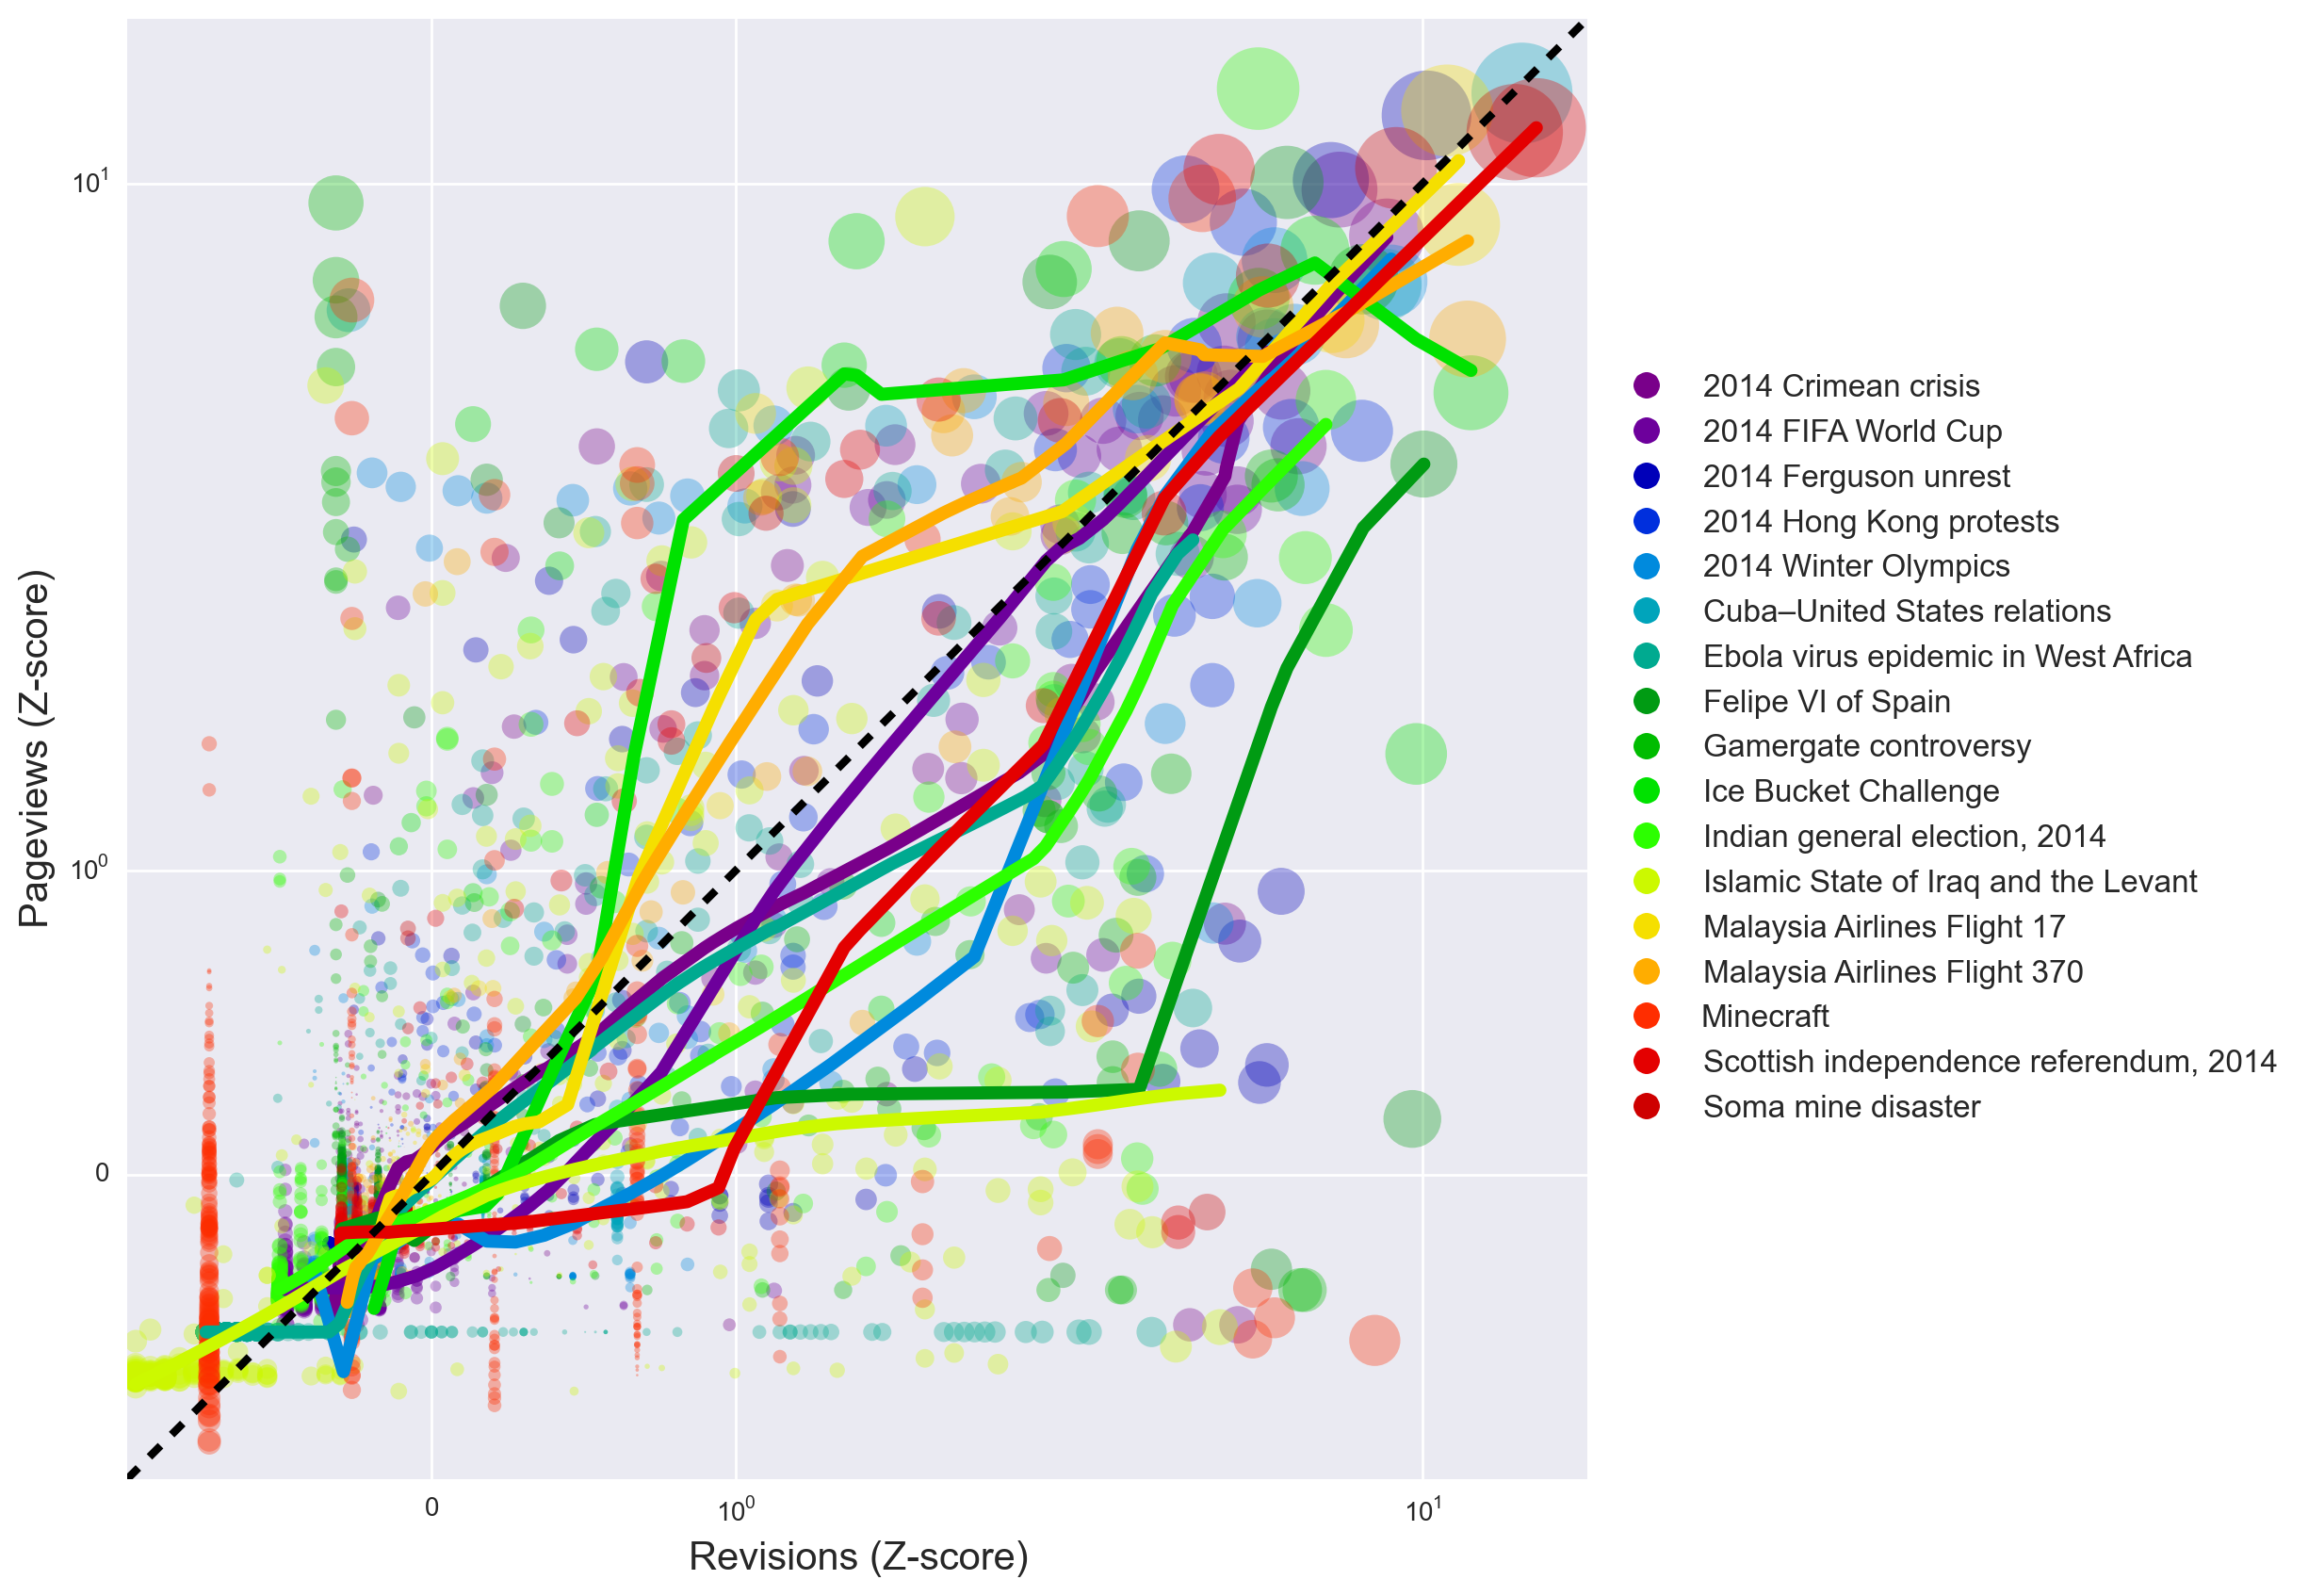 Pageviews (Z-score)
10¹
10⁰
0
0
10⁰
10¹
Revisions (Z-score)
2014 Crimean crisis
2014 FIFA World Cup
2014 Ferguson unrest
2014 Hong Kong protests
2014 Winter Olympics
Cuba–United States relations
Ebola virus epidemic in West Africa
Felipe VI of Spain
Gamergate controversy
Ice Bucket Challenge
Indian general election, 2014
Islamic State of Iraq and the Levant
Malaysia Airlines Flight 17
Malaysia Airlines Flight 370
Minecraft
Scottish independence referendum, 2014
Soma mine disaster